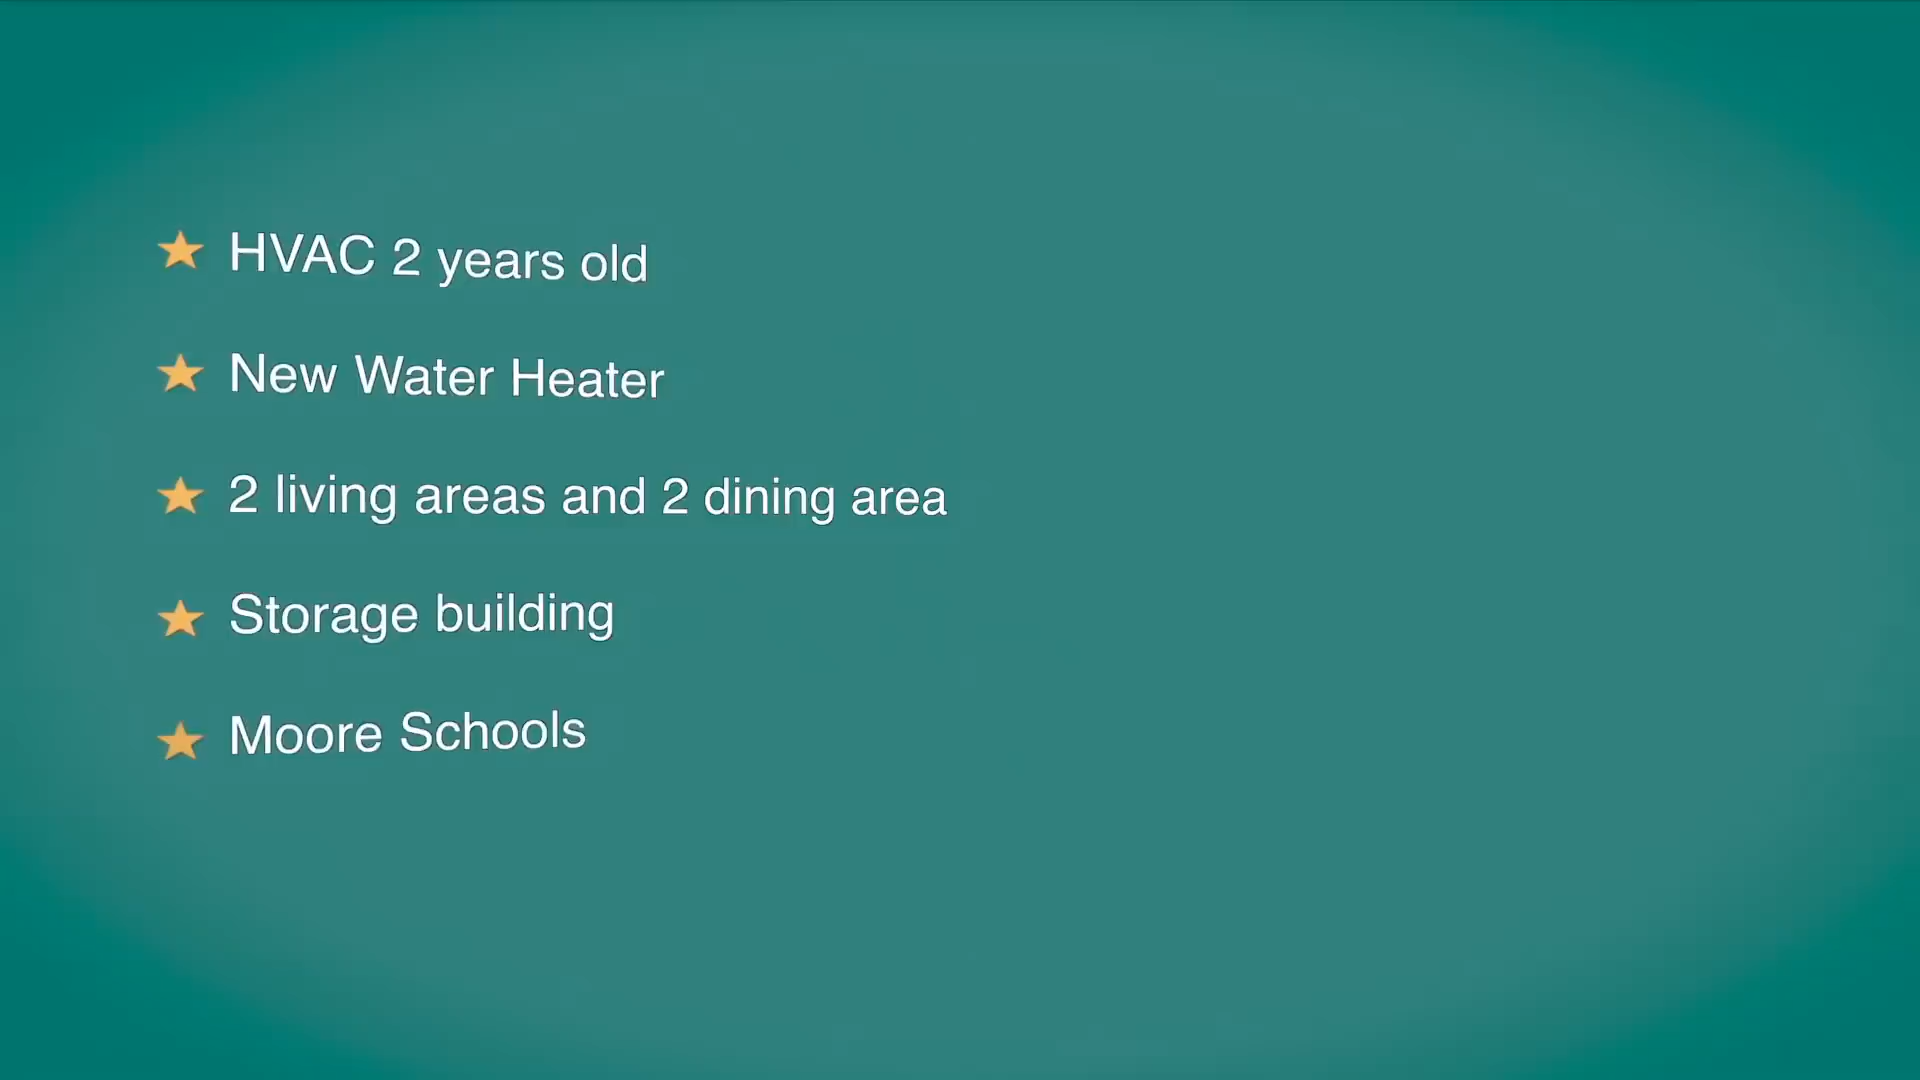 HVAC 2 years old
New Water Heater
2 living areas and 2 dining area
Storage building
Moore Schools